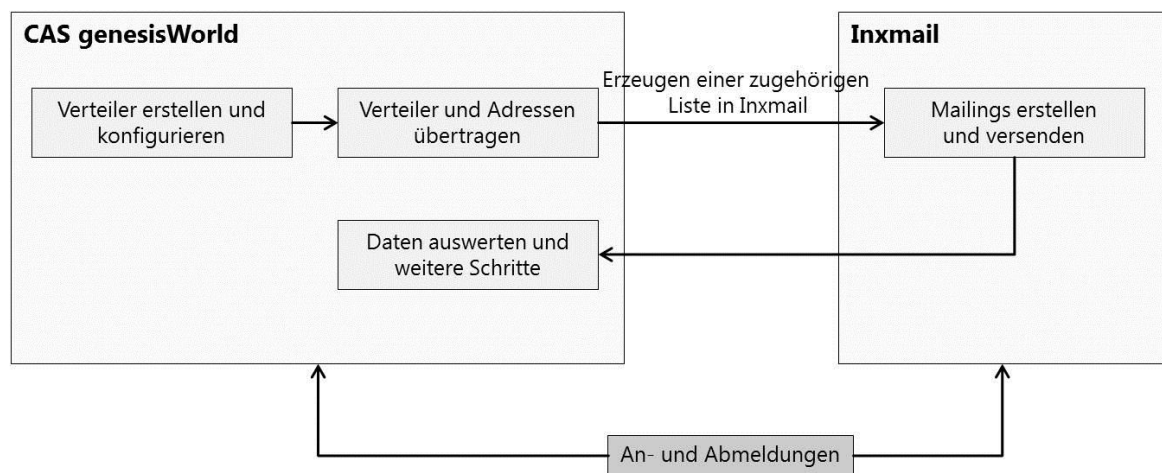 CAS genesisWorld
Inxmail
Verteiler erstellen und
konfigurieren
Verteiler und Adressen
übertragen
Erzeugen einer zugehörigen
Liste in Inxmail
Mailings erstellen
und versenden
Daten auswerten und
weitere Schritte
An- und Abmeldungen